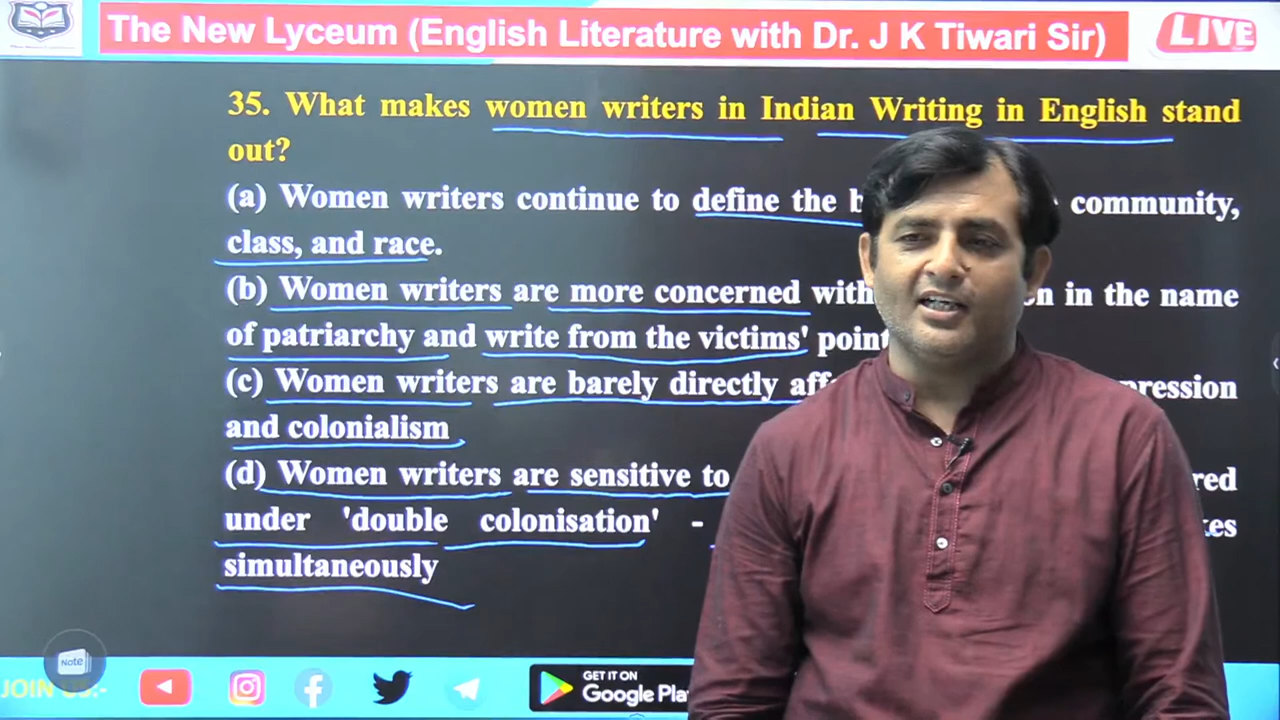 The New Lyceum (English Literature with Dr. J K Tiwari Sir)
LIVE
35. What makes women writers in Indian Writing in English stand
out?
(a) Women writers continue to define the community,
class, and race.
(b) Women writers are more concerned with in the name
of patriarchy and write from the victims' point
(c) Women writers are barely directly
and colonialism
(d) Women writers are sensitive to
under 'double colonisation' -
simultaneously
Note
JOIN US:-
GET IT ON
Google